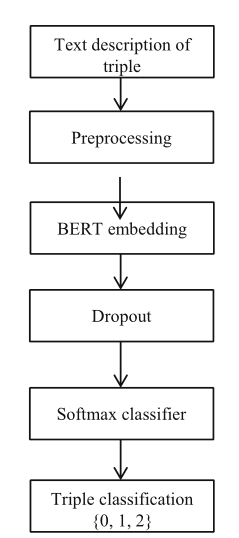 Text description of
triple
Preprocessing
BERT embedding
Dropout
Softmax classifier
Triple classification
{0, 1, 2}